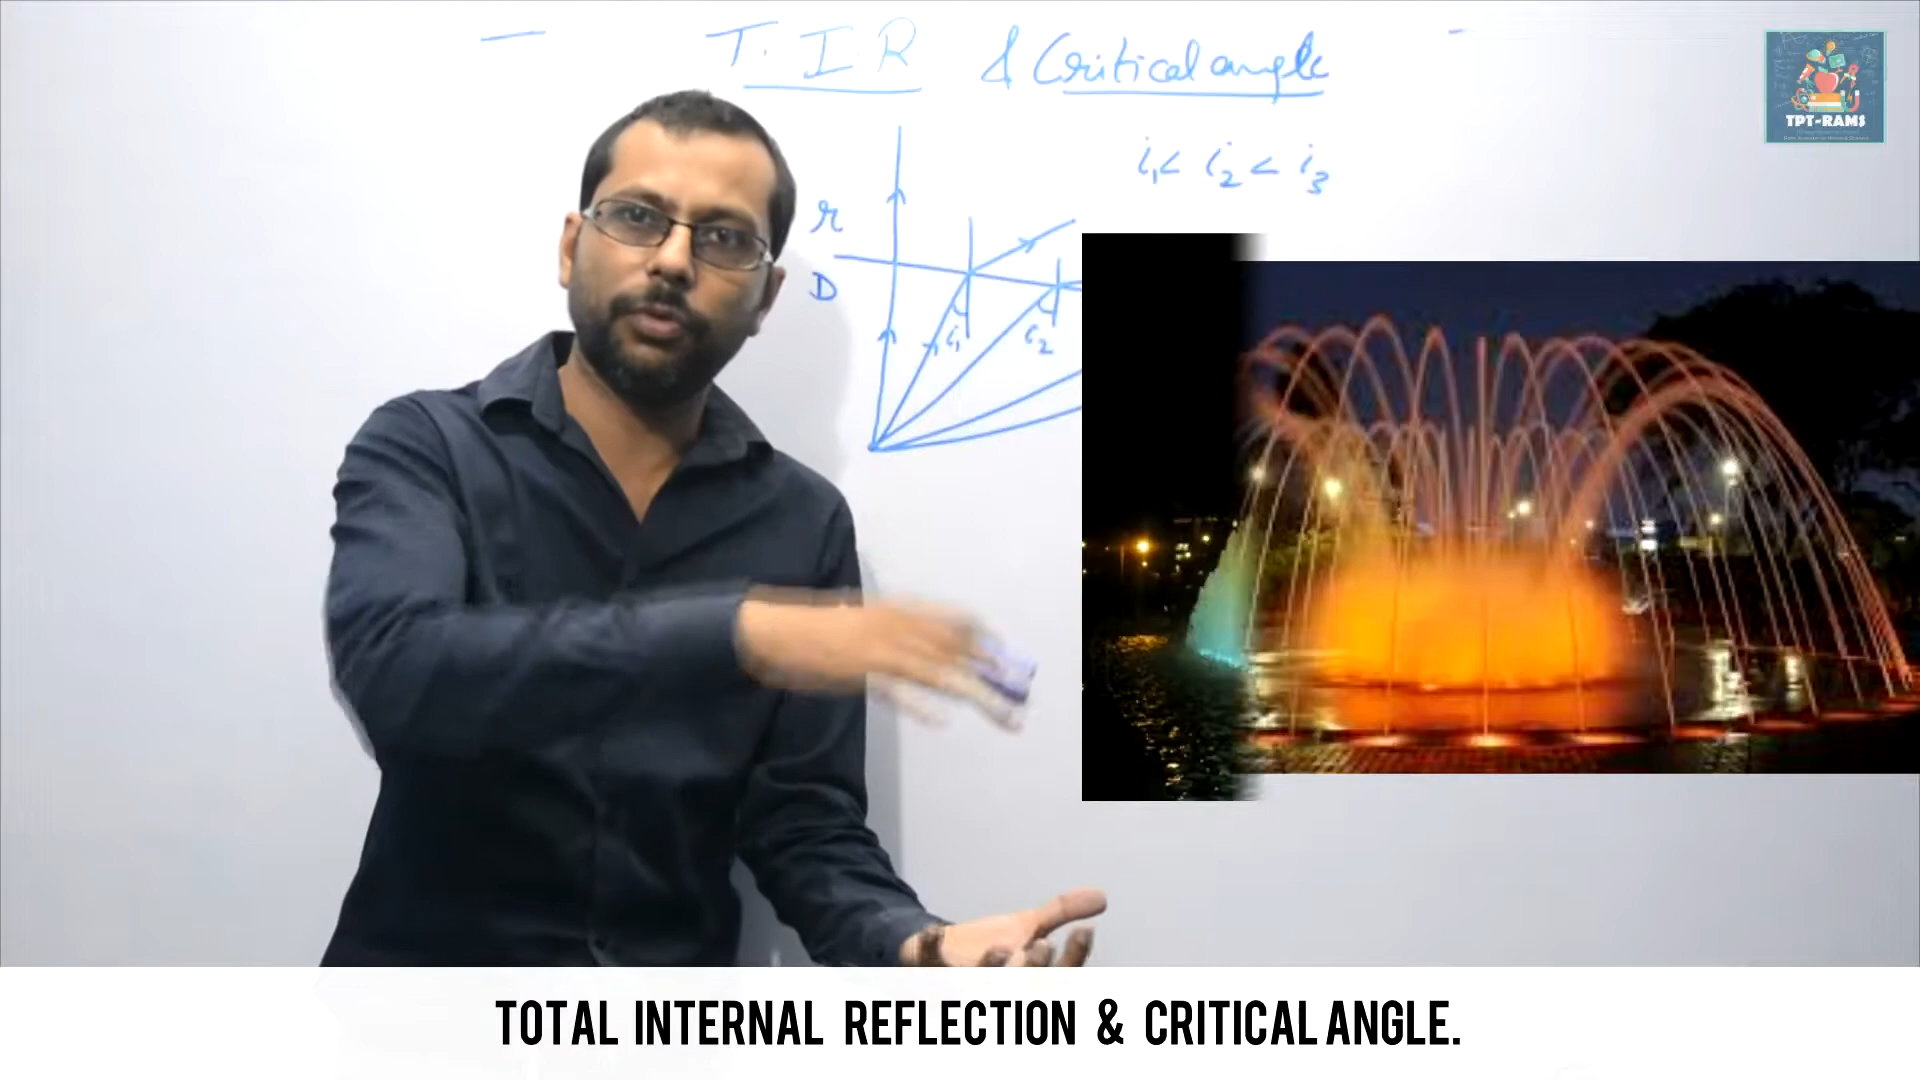 T.I.R & Critical angle
i₁ < i₂ < i₃
r
D
i₁
i₂
TPT-RAMS
TOTAL INTERNAL REFLECTION & CRITICAL ANGLE.